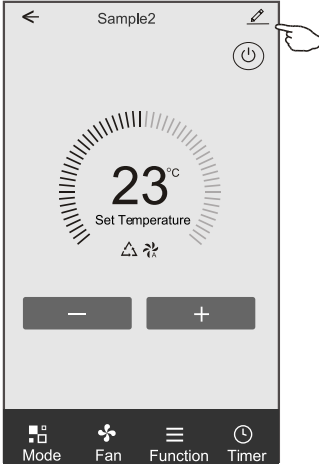 Sample2
23°C
Set Temperature
A
Mode Fan Function Timer